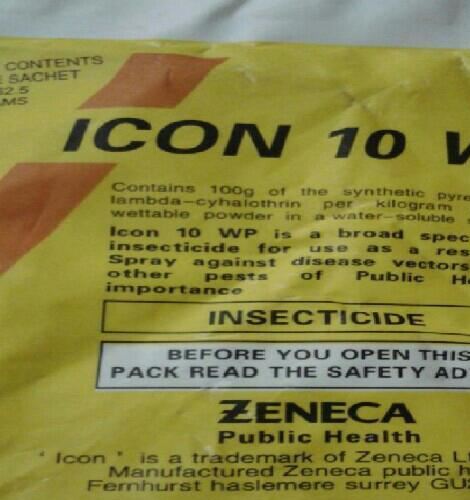 CONTENTS
SACHET
62.5
ICON 10 W
Contains 100g of the synthetic pyre
lambda-cyhalothrin per kilogram
wettable powder in a water-soluble
Icon 10 WP is a broad spec
insecticide for use as a res
Spray against disease vectors
other pests of Public He
importance
INSECTICIDE
BEFORE YOU OPEN THIS
PACK READ THE SAFETY AD
ZENECA
Public Health
' Icon ' is a trademark of Zeneca Lt
Manufactured Zeneca public h
Fernhurst haslemere surrey GU